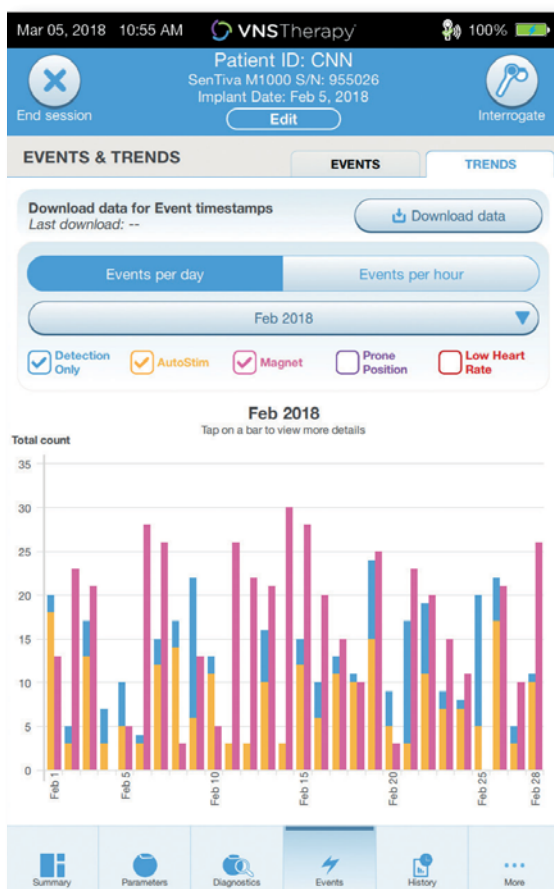 Mar 05, 2018 10:55 AM VNSTherapy 100%
Patient ID: CNN
SenTiva M1000 S/N: 955026
Implant Date: Feb 5, 2018
End session Edit Interrogate
EVENTS & TRENDS EVENTS TRENDS
Download data for Event timestamps
Last download: --
Download data
Events per day Events per hour
Feb 2018
Detection Only AutoStim Magnet Prone Position Low Heart Rate
Feb 2018
Tap on a bar to view more details
Total count
35
30
25
20
15
10
5
0
Feb 1 Feb 5 Feb 10 Feb 15 Feb 20 Feb 25 Feb 28
Summary Parameters Diagnostics Events History More